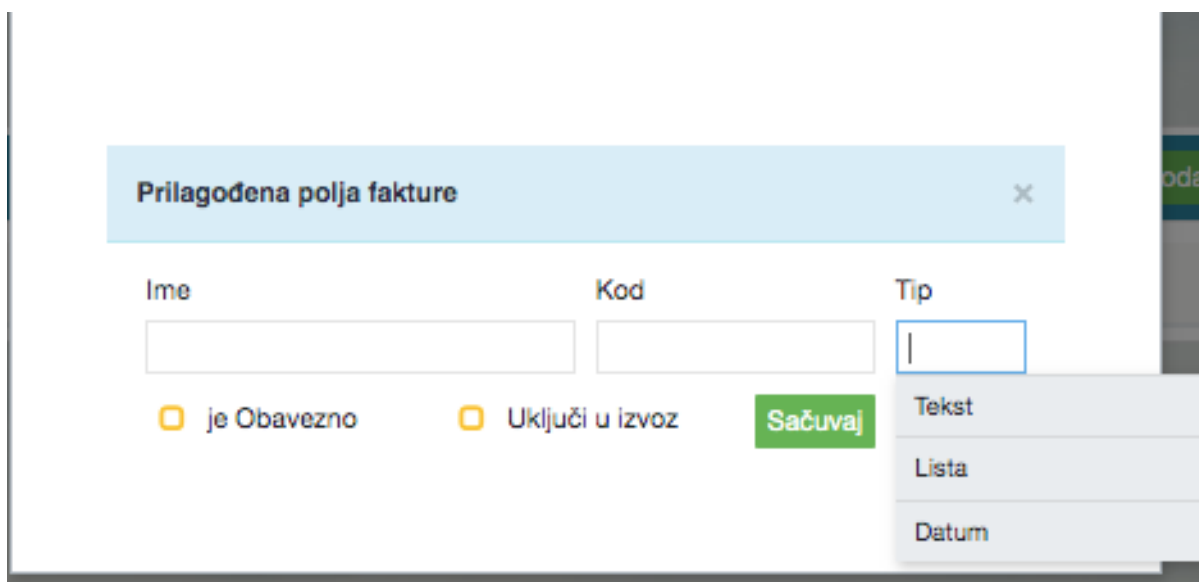 Prilagođena polja fakture
Ime Kod Tip
je Obavezno Uključi u izvoz Sačuvaj
Tekst
Lista
Datum